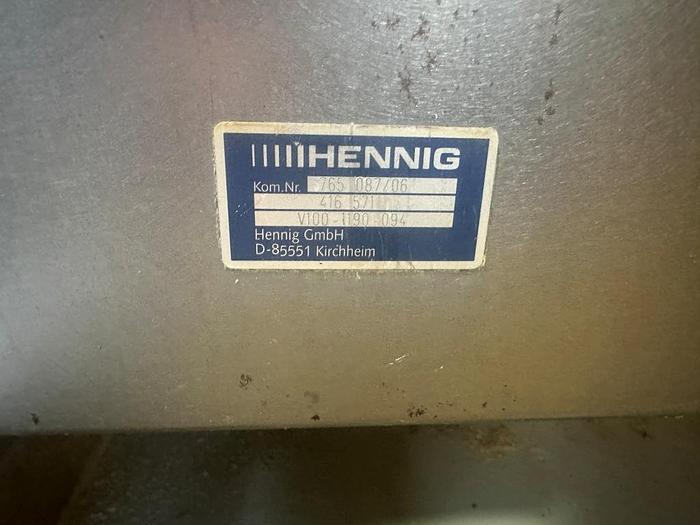 HENNIG
Kom.Nr. 765 087/06
416 571
V100-1190-094
Hennig GmbH
D-85551 Kirchheim